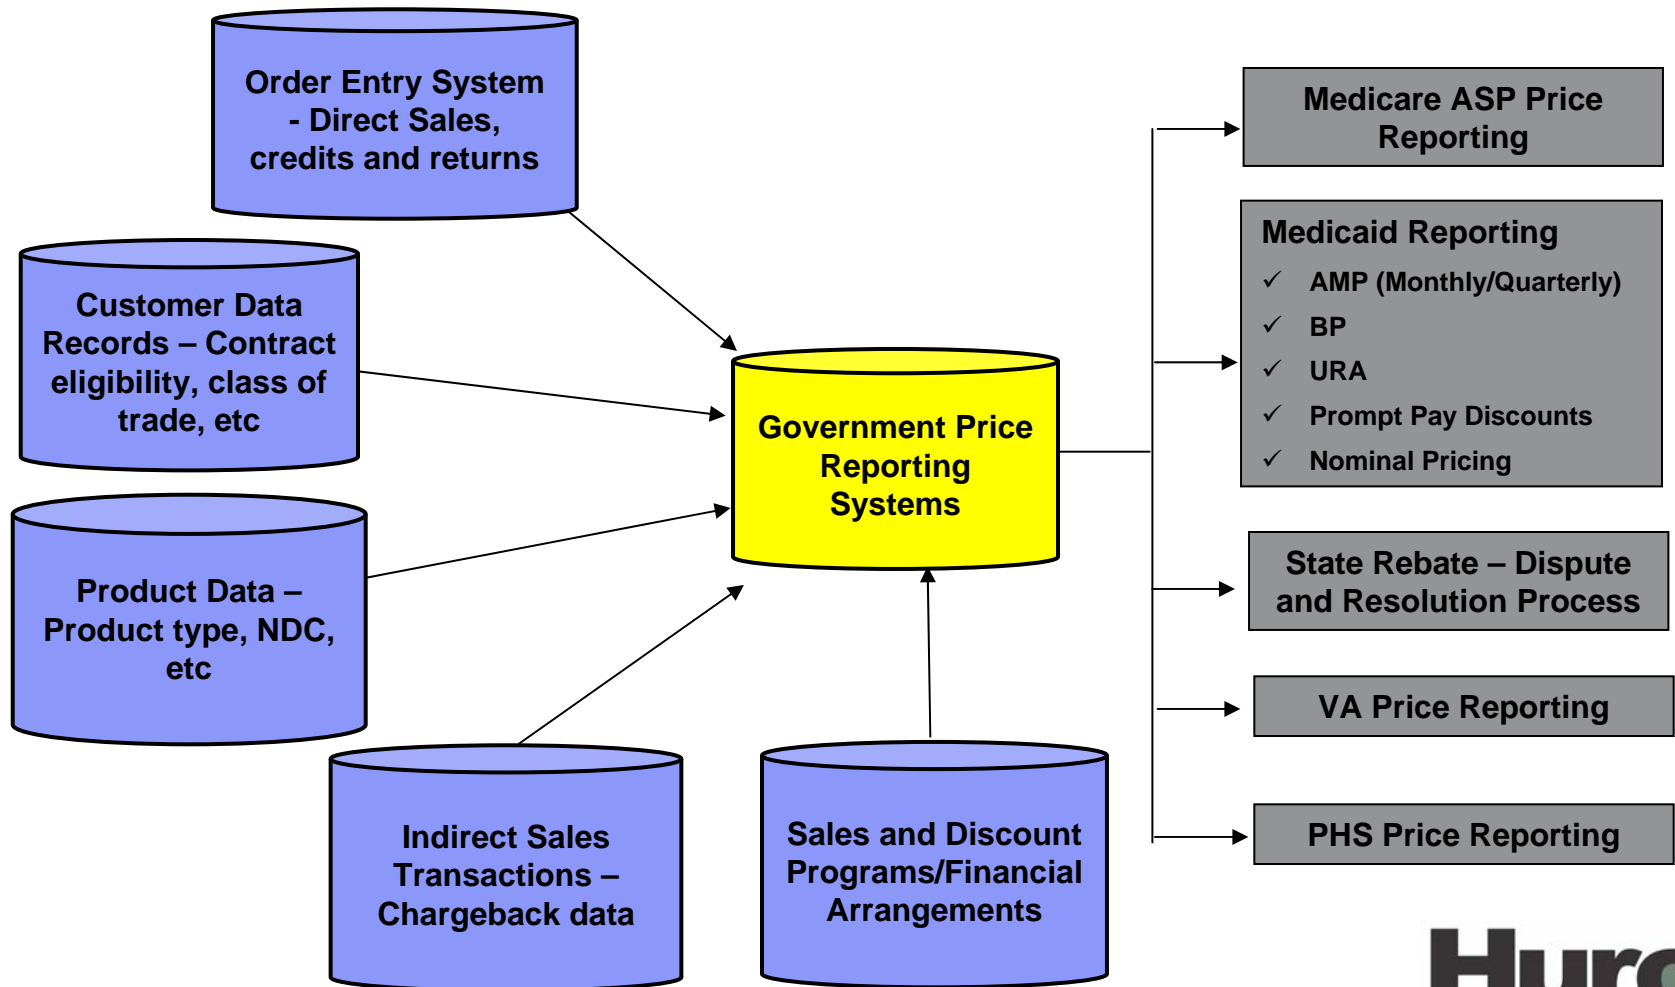 Order Entry System
- Direct Sales,
credits and returns
Customer Data
Records – Contract
eligibility, class of
trade, etc
Product Data –
Product type, NDC,
etc
Indirect Sales
Transactions –
Chargeback data
Sales and Discount
Programs/Financial
Arrangements
Government Price
Reporting
Systems
Medicare ASP Price
Reporting
Medicaid Reporting
✓ AMP (Monthly/Quarterly)
✓ BP
✓ URA
✓ Prompt Pay Discounts
✓ Nominal Pricing
State Rebate – Dispute
and Resolution Process
VA Price Reporting
PHS Price Reporting